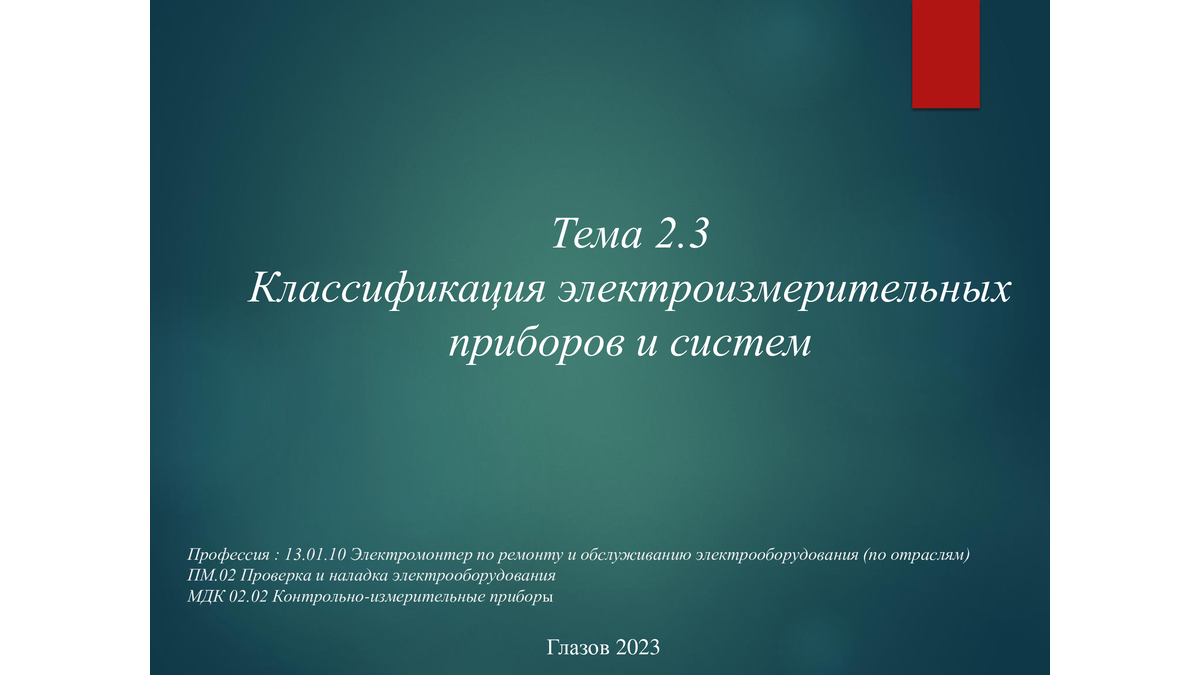 Тема 2.3
Классификация электроизмерительных
приборов и систем
Профессия : 13.01.10 Электромонтер по ремонту и обслуживанию электрооборудования (по отраслям)
ПМ.02 Проверка и наладка электрооборудования
МДК 02.02 Контрольно-измерительные приборы
Глазов 2023